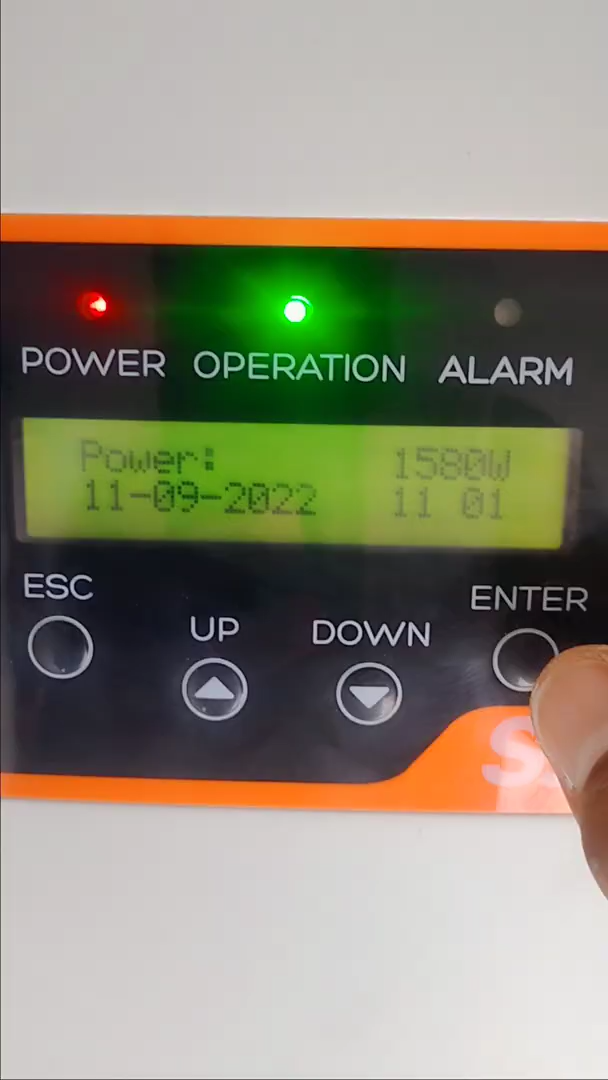 POWER OPERATION ALARM
Power: 1580W
11-09-2022 11 01
ESC
UP DOWN ENTER
S